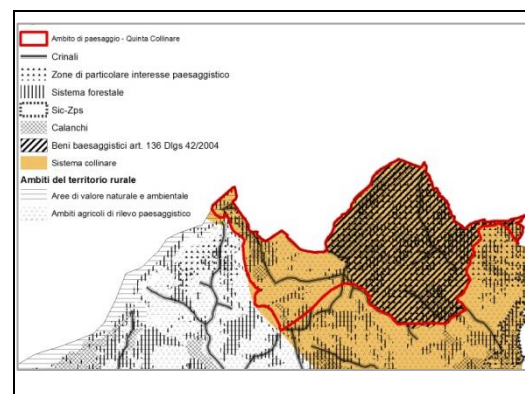 Ambito di paesaggio - Quinta Collinare
Crinali
Zone di particolare interesse paesaggistico
Sistema forestale
Sic-Zps
Calanchi
Beni baesaggistici art. 136 Dlgs 42/2004
Sistema collinare
Ambiti del territorio rurale
Aree di valore naturale e ambientale
Ambiti agricoli di rilevo paesaggistico